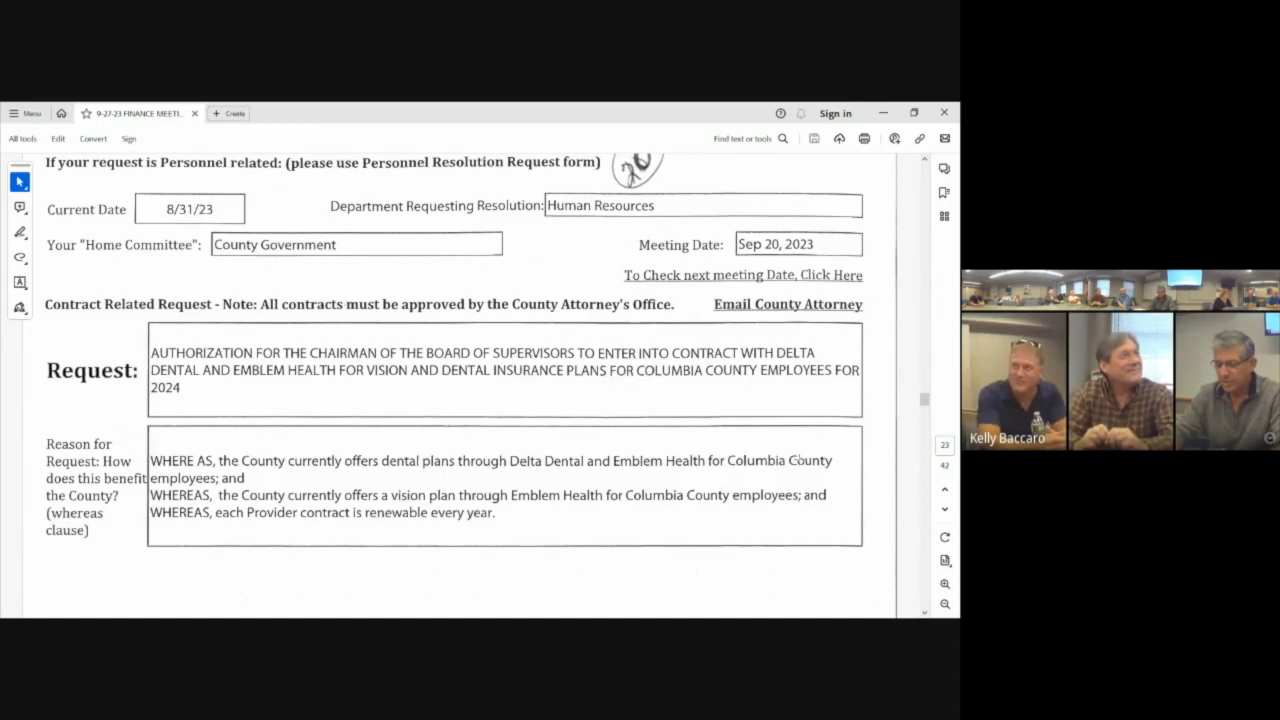 Menu
9-27-23 FINANCE MEETI...
Create
Sign in
All tools Edit Convert Sign
Find text or tools
If your request is Personnel related: (please use Personnel Resolution Request form)
Current Date 8/31/23 Department Requesting Resolution: Human Resources
Your "Home Committee": County Government Meeting Date: Sep 20, 2023
To Check next meeting Date, Click Here
Contract Related Request - Note: All contracts must be approved by the County Attorney's Office. Email County Attorney
Request:
AUTHORIZATION FOR THE CHAIRMAN OF THE BOARD OF SUPERVISORS TO ENTER INTO CONTRACT WITH DELTA
DENTAL AND EMBLEM HEALTH FOR VISION AND DENTAL INSURANCE PLANS FOR COLUMBIA COUNTY EMPLOYEES FOR
2024
Reason for
Request: How
does this benefit
the County?
(whereas
clause)
WHERE AS, the County currently offers dental plans through Delta Dental and Emblem Health for Columbia County
employees; and
WHEREAS, the County currently offers a vision plan through Emblem Health for Columbia County employees; and
WHEREAS, each Provider contract is renewable every year.
23
42
Kelly Baccaro